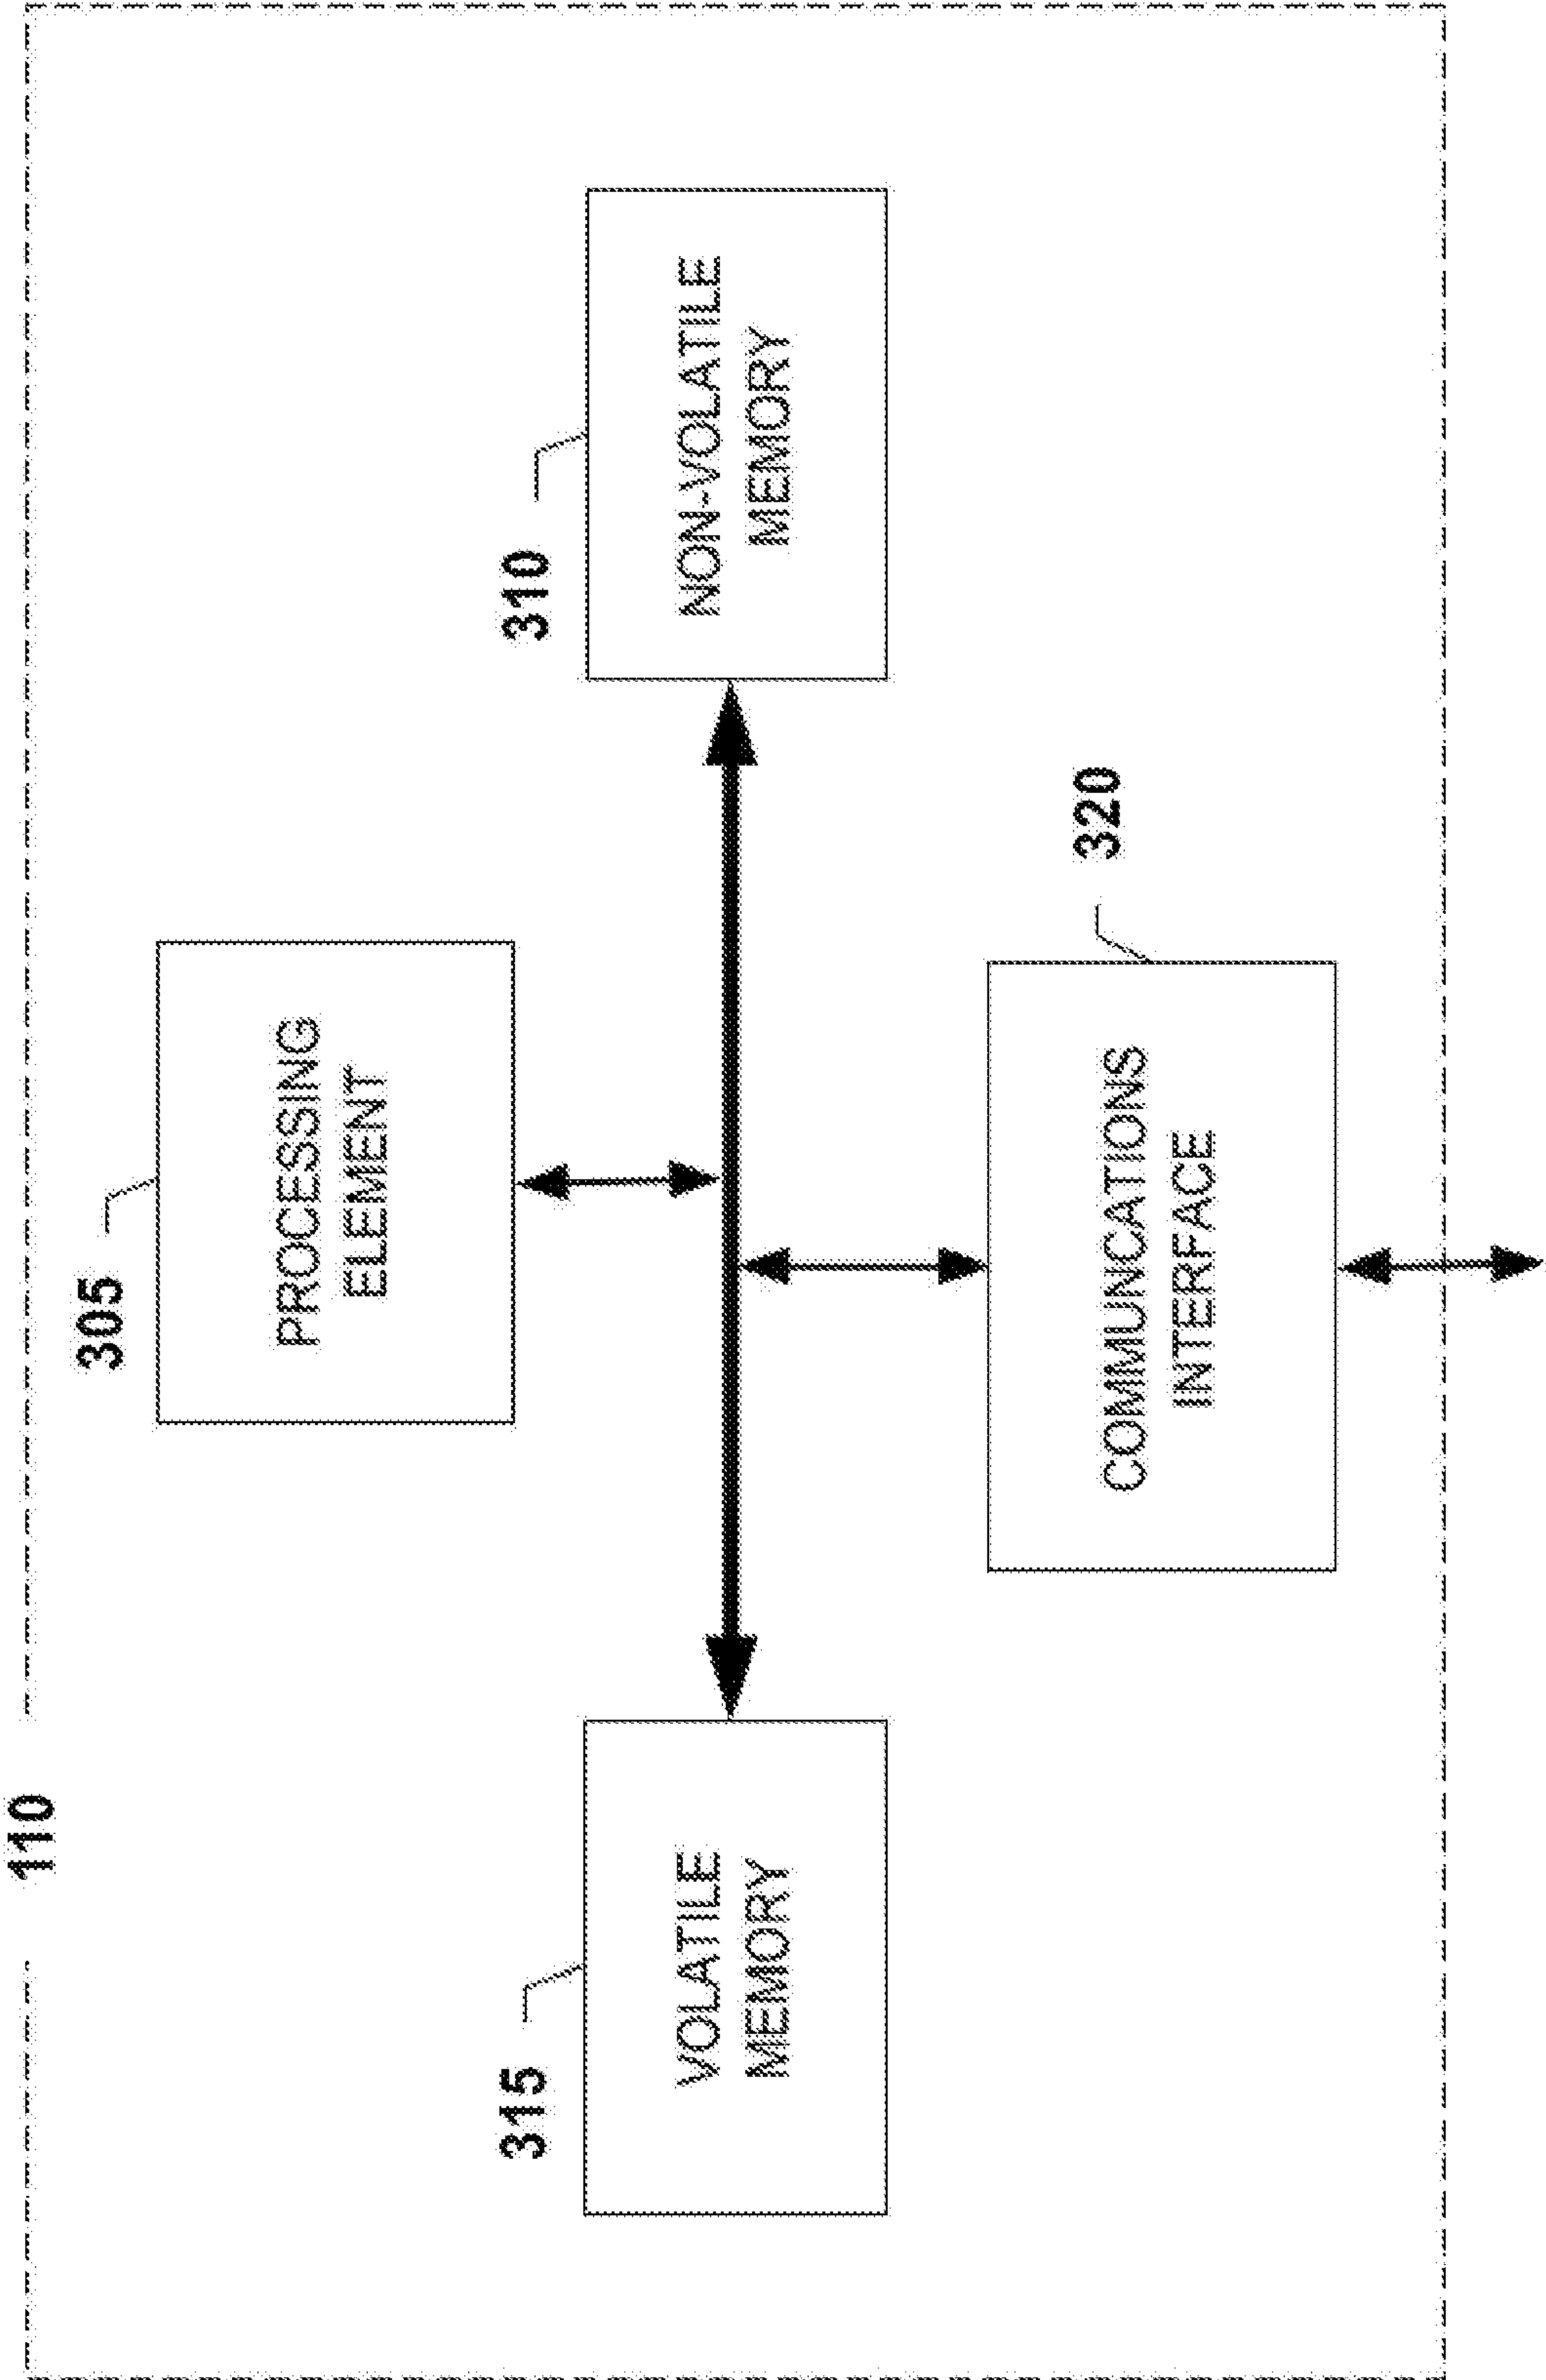 110
305
PROCESSING
ELEMENT
315
VOLATILE
MEMORY
310
NON-VOLATILE
MEMORY
320
COMMUNCATIONS
INTERFACE